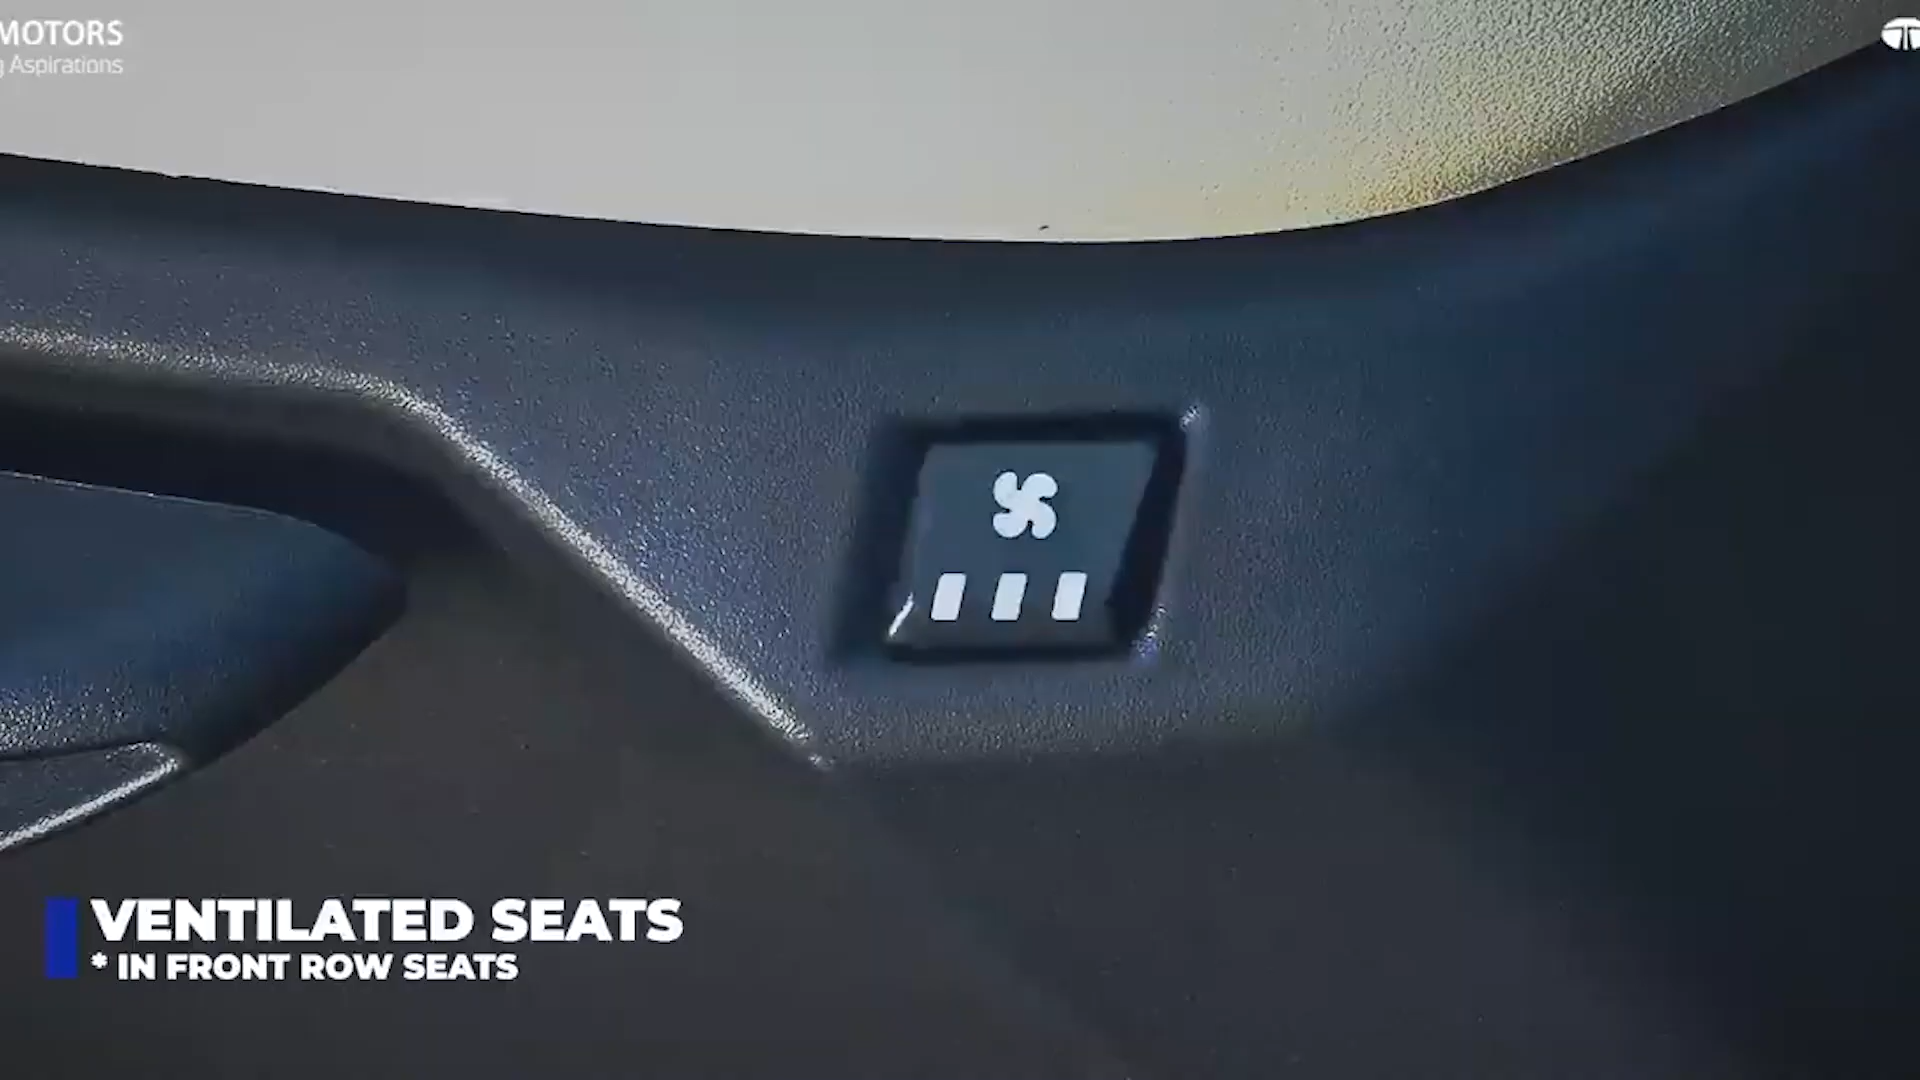 MOTORS
g Aspirations
VENTILATED SEATS
* IN FRONT ROW SEATS